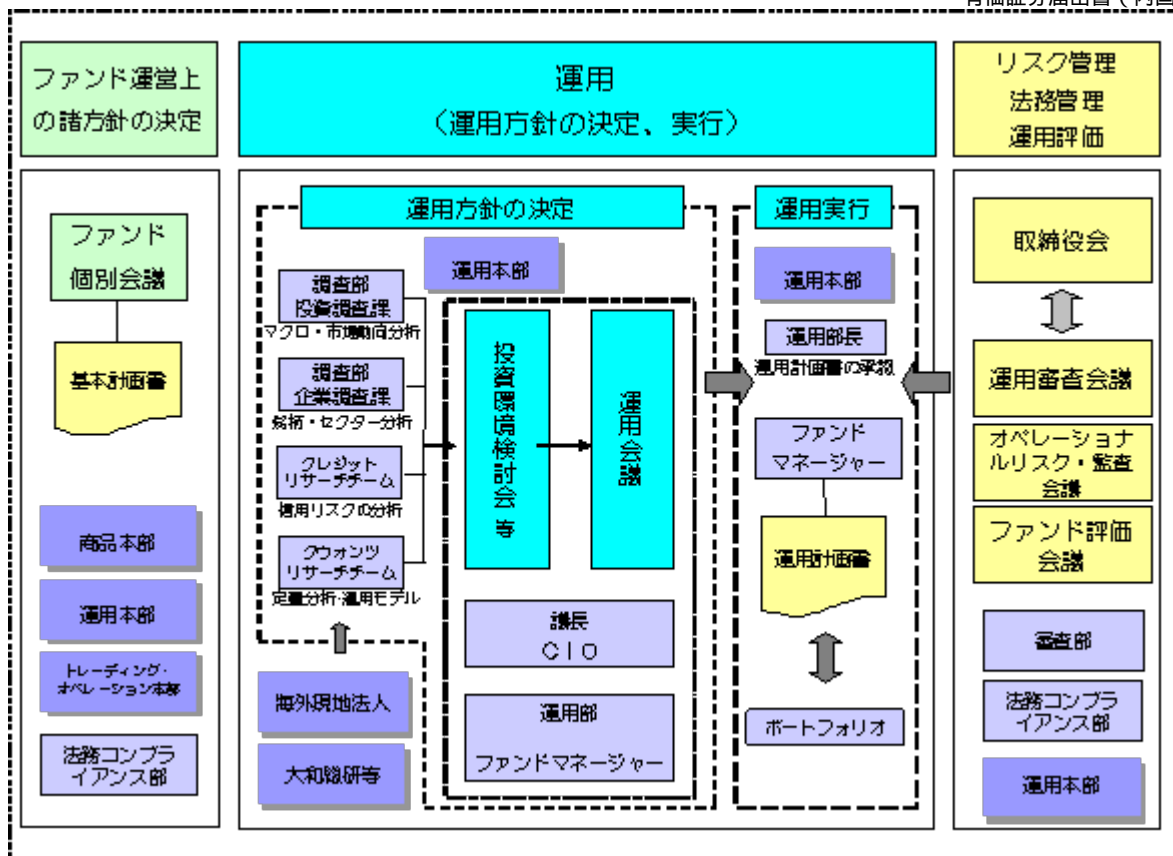 ファンド運営上
の諸方針の決定
運用
(運用方針の決定、実行)
リスク管理
法務管理
運用評価
ファンド
個別会議
基本計画書
商品本部
運用本部
トレーディング・
オペレーション本部
法務コンプラ
イアンス部
運用方針の決定
運用本部
調査部
投資調査課
マクロ・市場動向分析
調査部
企業調査課
銘柄・セクター分析
クレジット
リサーチチーム
信用リスクの分析
クウォンツ
リサーチチーム
定量分析・運用モデル
海外現地法人
大和総研等
投資環境検討会 等
運用会議
議長
CIO
運用部
ファンドマネージャー
運用実行
運用本部
運用部長
運用計画書の承認
ファンド
マネージャー
運用計画書
ポートフォリオ
取締役会
運用審査会議
オペレーショナ
ルリスク・監査
会議
ファンド評価
会議
審査部
法務コンプラ
イアンス部
運用本部